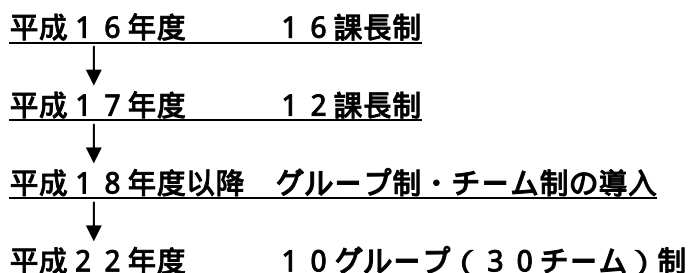 平成１６年度　　　１６課長制
平成１７年度　　　１２課長制
平成１８年度以降　グループ制・チーム制の導入
平成２２年度　　　１０グループ（３０チーム）制